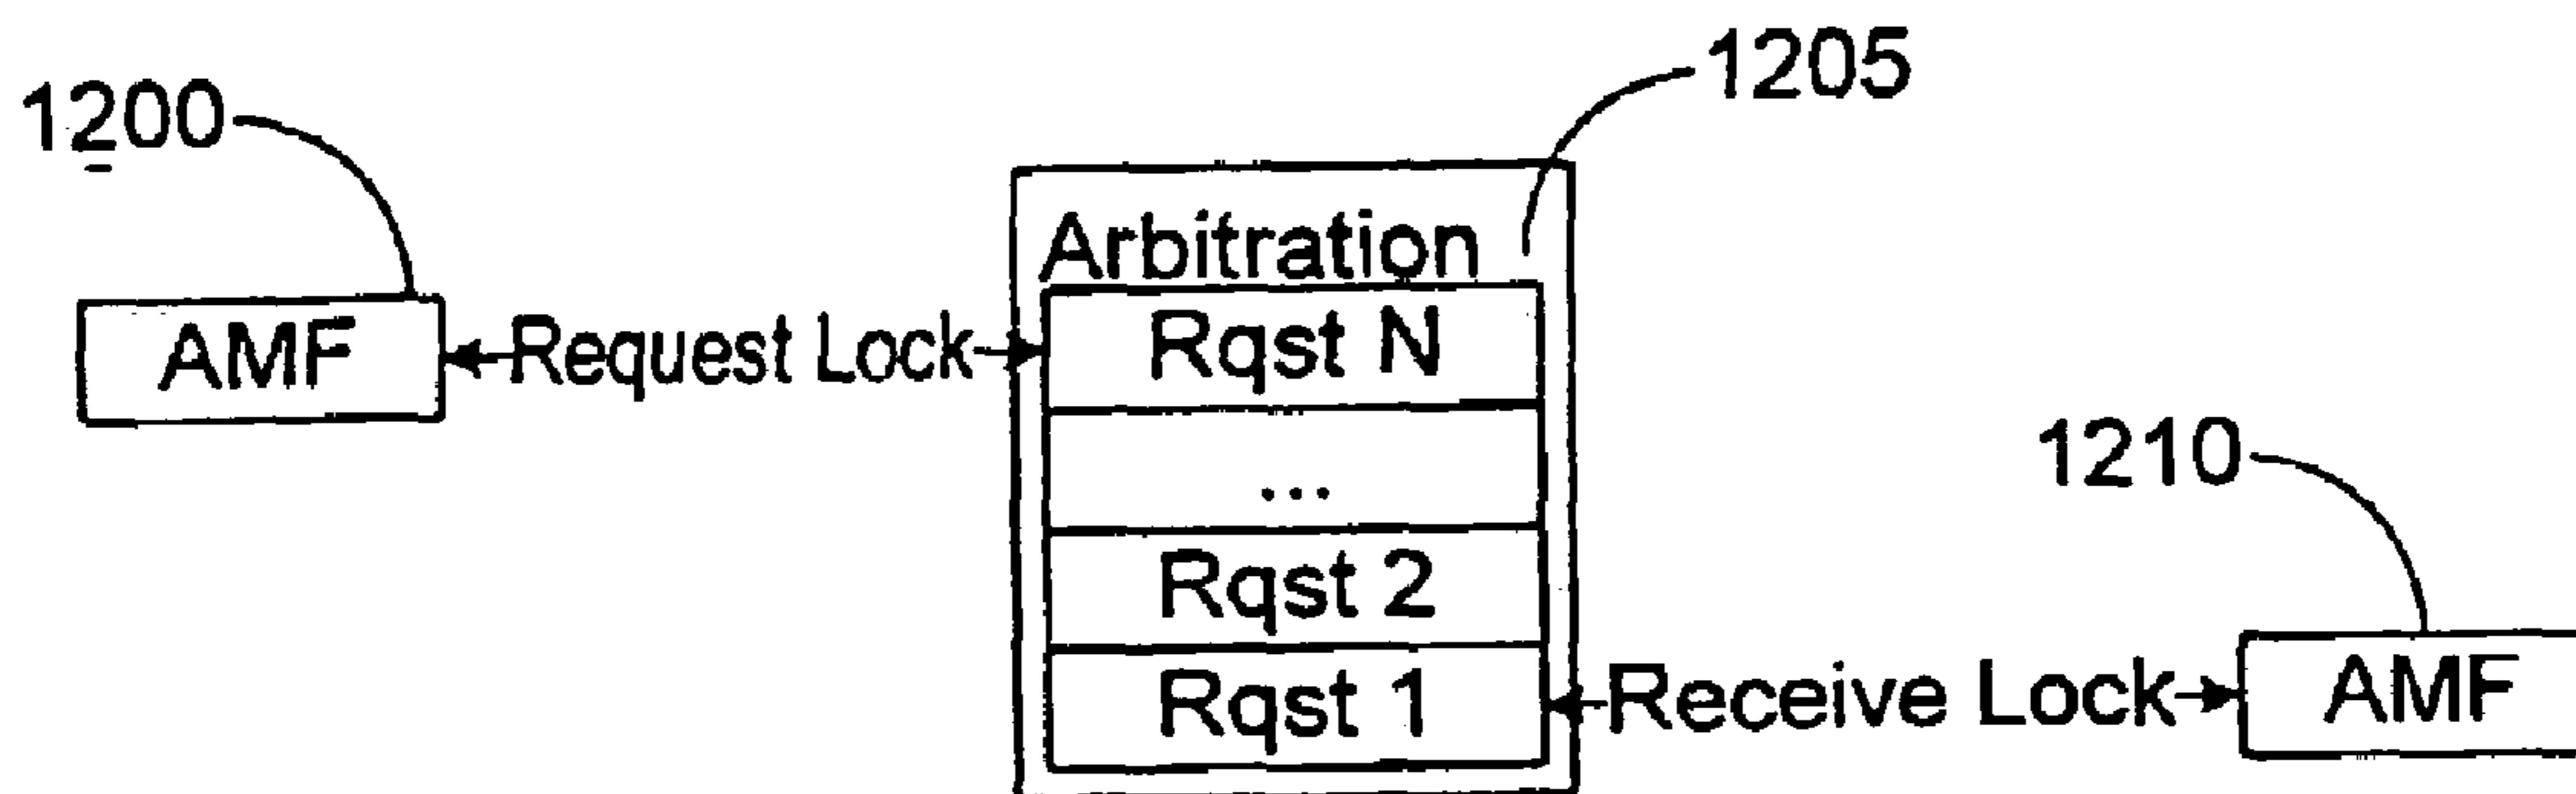 1205
1200
Arbitration
AMF
Request Lock
Rqst N
...
1210
Rqst 2
Rqst 1
Receive Lock
AMF